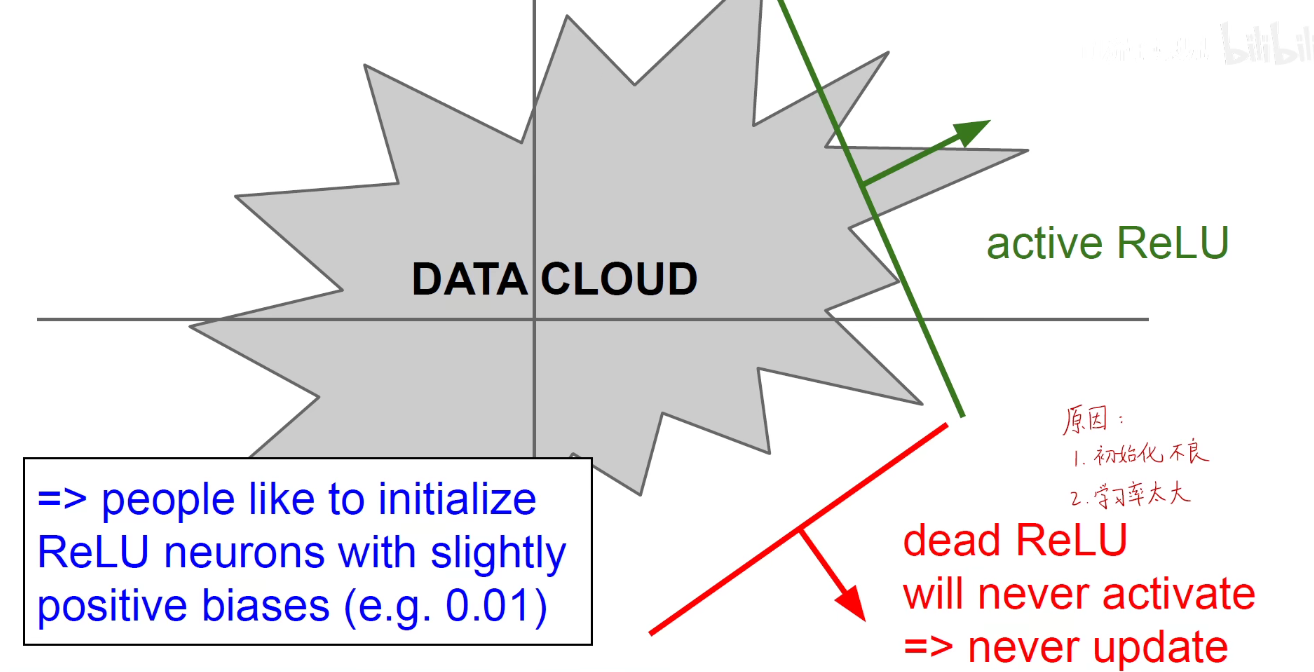 bilibili
DATA CLOUD
active ReLU
原因：
1. 初始化不良
2. 学习率太大
=> people like to initialize
ReLU neurons with slightly
positive biases (e.g. 0.01)
dead ReLU
will never activate
=> never update